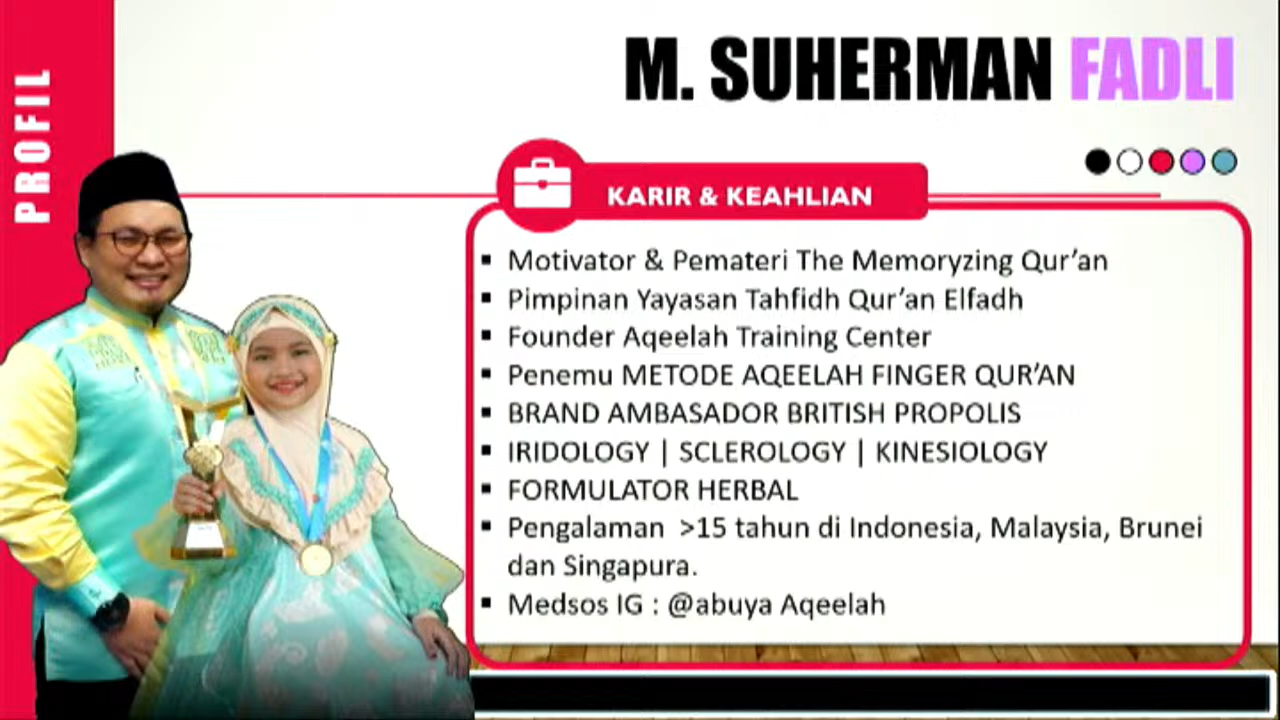 PROFIL
M. SUHERMAN FADLI
KARIR & KEAHLIAN
▪ Motivator & Pemateri The Memoryzing Qur’an
▪ Pimpinan Yayasan Tahfidh Qur’an Elfadh
▪ Founder Aqeelah Training Center
▪ Penemu METODE AQEELAH FINGER QUR’AN
▪ BRAND AMBASADOR BRITISH PROPOLIS
▪ IRIDOLOGY | SCLEROLOGY | KINESIOLOGY
▪ FORMULATOR HERBAL
▪ Pengalaman >15 tahun di Indonesia, Malaysia, Brunei
dan Singapura.
▪ Medsos IG : @abuya Aqeelah